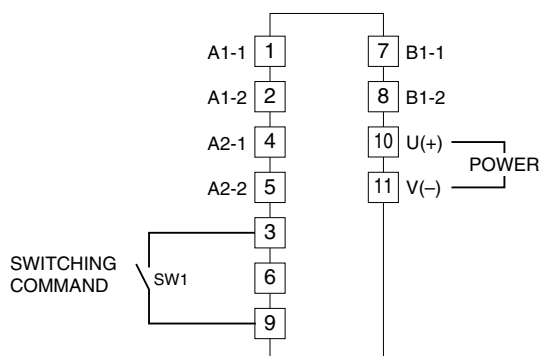 A1-1 1 7 B1-1
A1-2 2 8 B1-2
A2-1 4 10 U(+)
POWER
A2-2 5 11 V(–)
3
SWITCHING
COMMAND
SW1
6
9